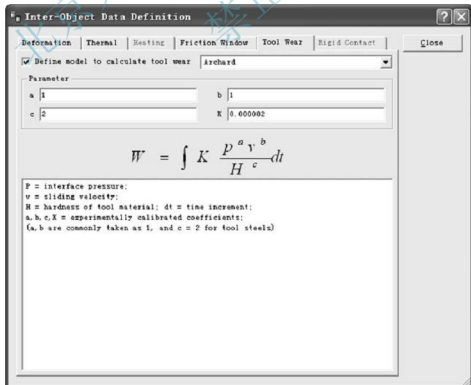 Inter-Object Data Definition
Deformation Thermal Heating Friction Window Tool Wear Rigid Contact Close
Define model to calculate tool wear Archard
Parameter
a 1 b 1
c 2 K 0.000002
W = ∫ K p^a v^b / H^c dt
P = interface pressure;
v = sliding velocity;
H = hardness of tool material; dt = time increment;
a,b,c,K = experimentally calibrated coefficients;
(a,b are commonly taken as 1, and c = 2 for tool steels)